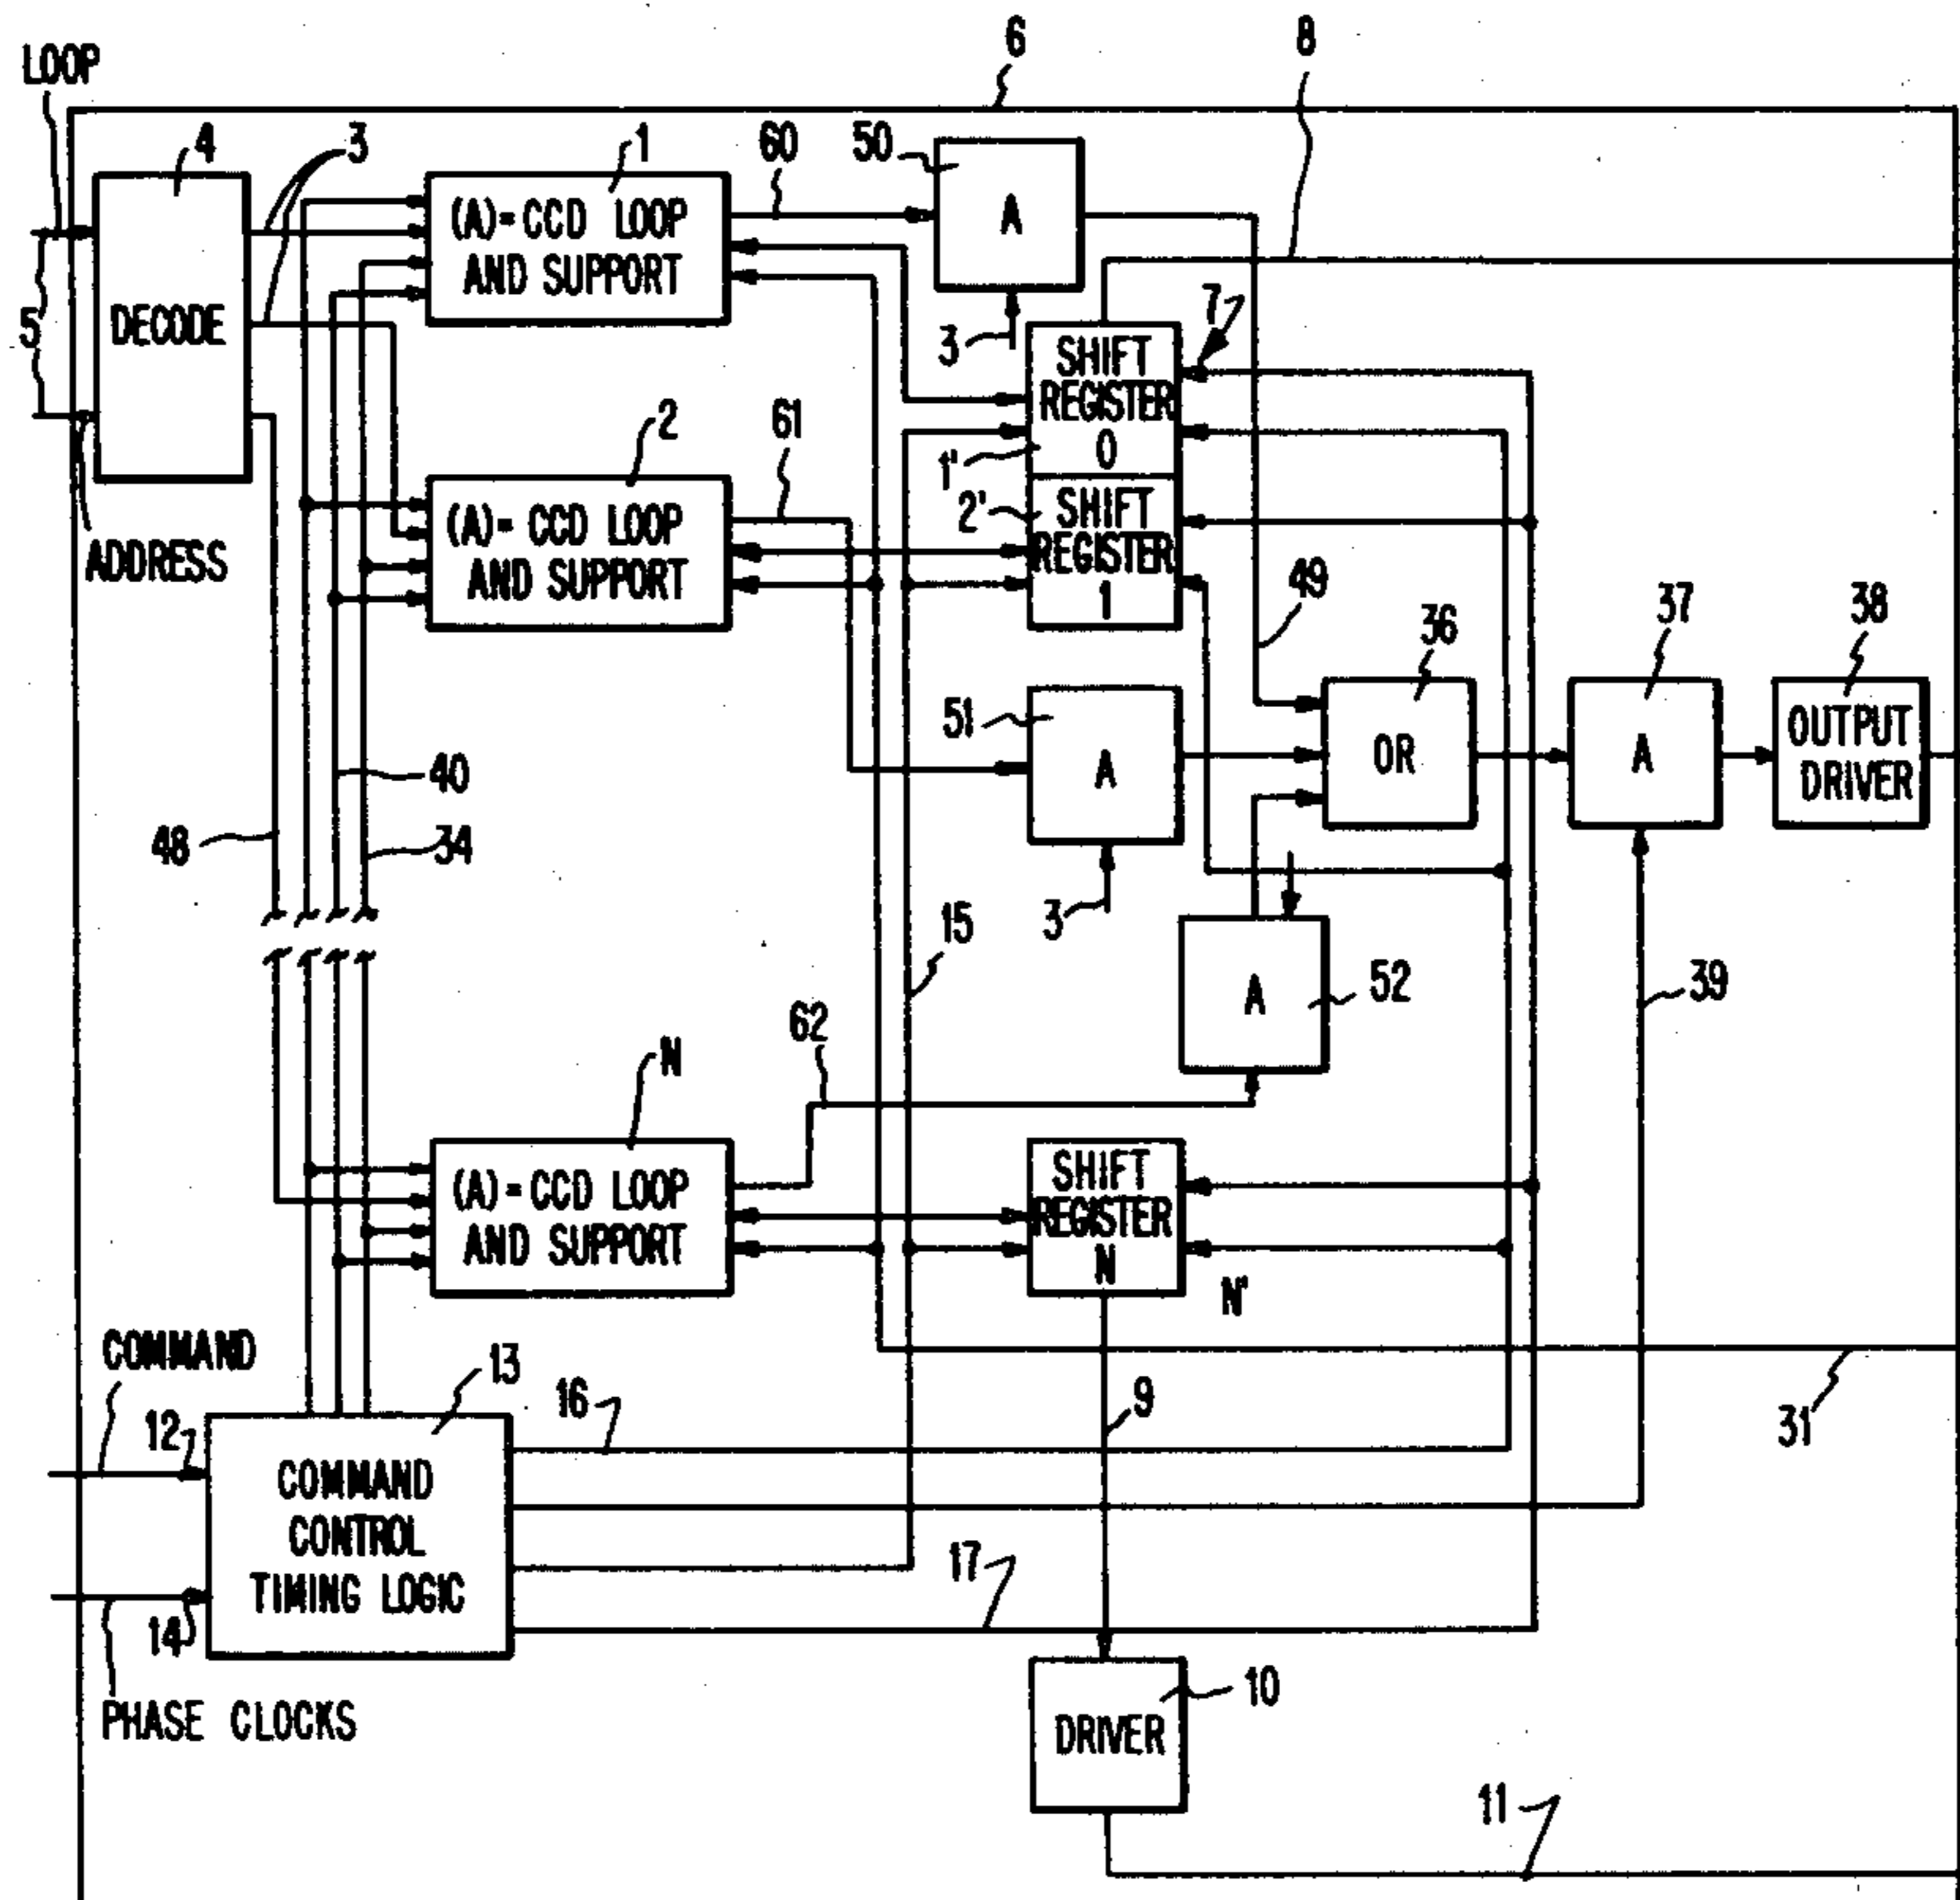 LOOP
6
8
4
3
1
60
50
(A)=CCD LOOP
AND SUPPORT
A
5
DECODE
3
7
SHIFT
REGISTER
0
1'
2
61
2'
SHIFT
REGISTER
1
ADDRESS
(A)=CCD LOOP
AND SUPPORT
49
37
38
36
51
A
OR
A
OUTPUT
DRIVER
40
48
34
3
15
A
52
39
62
N
(A)=CCD LOOP
AND SUPPORT
SHIFT
REGISTER
N
N'
COMMAND
13
16
9
31
12
COMMAND
CONTROL
TIMING LOGIC
17
14
PHASE CLOCKS
10
DRIVER
11